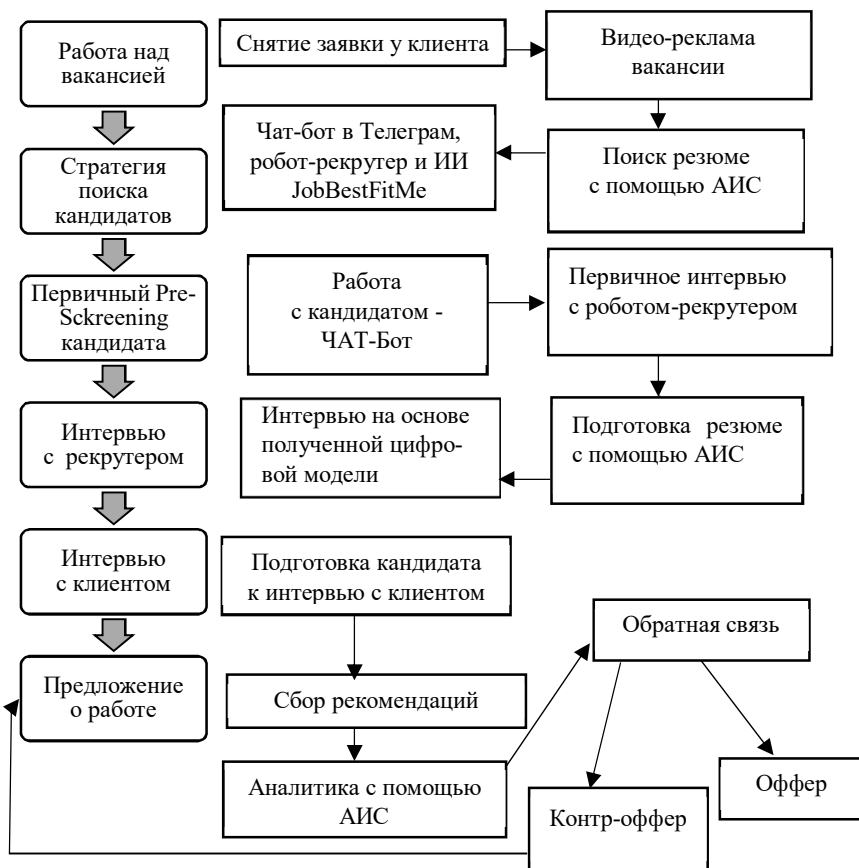 Работа над
вакансией
Снятие заявки у клиента
Видео-реклама
вакансии
Стратегия
поиска
кандидатов
Чат-бот в Телеграм,
робот-рекрутер и ИИ
JobBestFitMe
Поиск резюме
с помощью АИС
Первичный Pre-
Sckreening
кандидата
Работа
с кандидатом -
ЧАТ-Бот
Первичное интервью
с роботом-рекрутером
Интервью
с рекрутером
Интервью на основе
полученной цифро-
вой модели
Подготовка резюме
с помощью АИС
Интервью
с клиентом
Подготовка кандидата
к интервью с клиентом
Обратная связь
Предложение
о работе
Сбор рекомендаций
Аналитика с помощью
АИС
Оффер
Контр-оффер